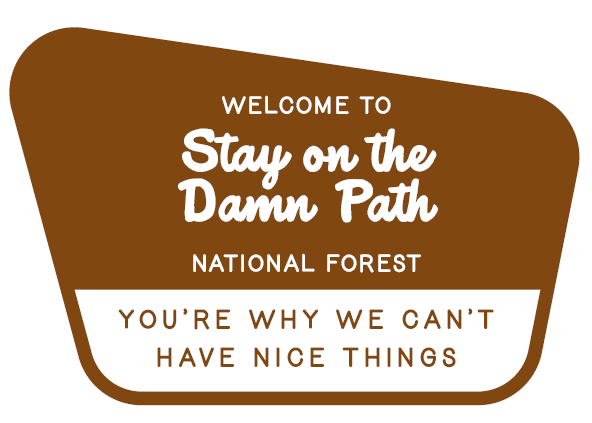 WELCOME TO
Stay on the
Damn Path
NATIONAL FOREST
YOU'RE WHY WE CAN'T
HAVE NICE THINGS